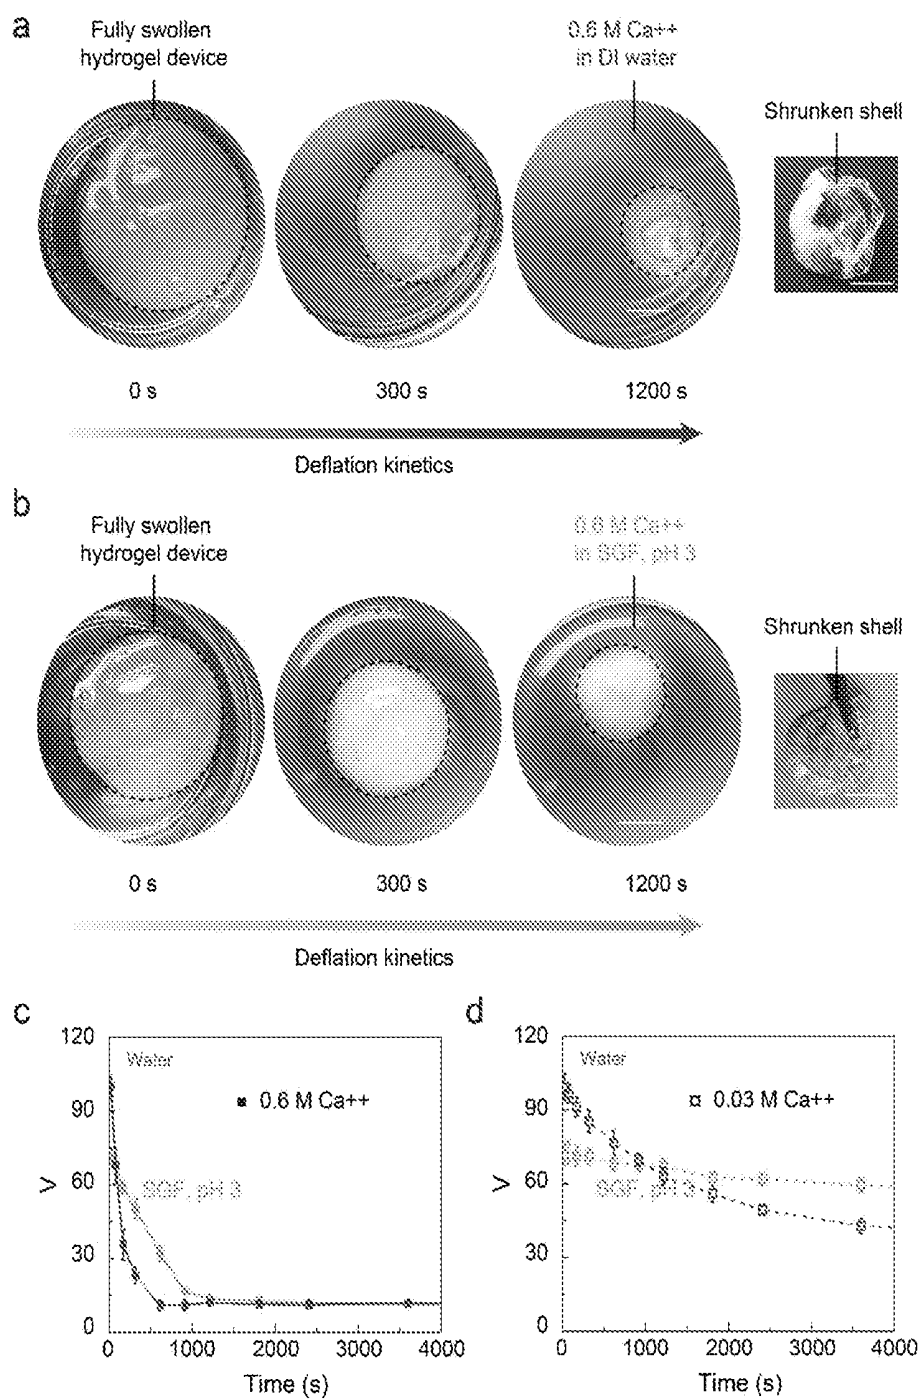 a
Fully swollen
hydrogel device
0.6 M Ca++
in DI water
Shrunken shell
0 s
300 s
1200 s
Deflation kinetics
b
Fully swollen
hydrogel device
0.6 M Ca++
in SGF, pH 3
Shrunken shell
0 s
300 s
1200 s
Deflation kinetics
c
120
90
60
30
0
V
Water
0.6 M Ca++
SGF, pH 3
0
1000
2000
3000
4000
Time (s)
d
120
90
60
30
0
V
Water
0.03 M Ca++
SGF, pH 3
0
1000
2000
3000
4000
Time (s)